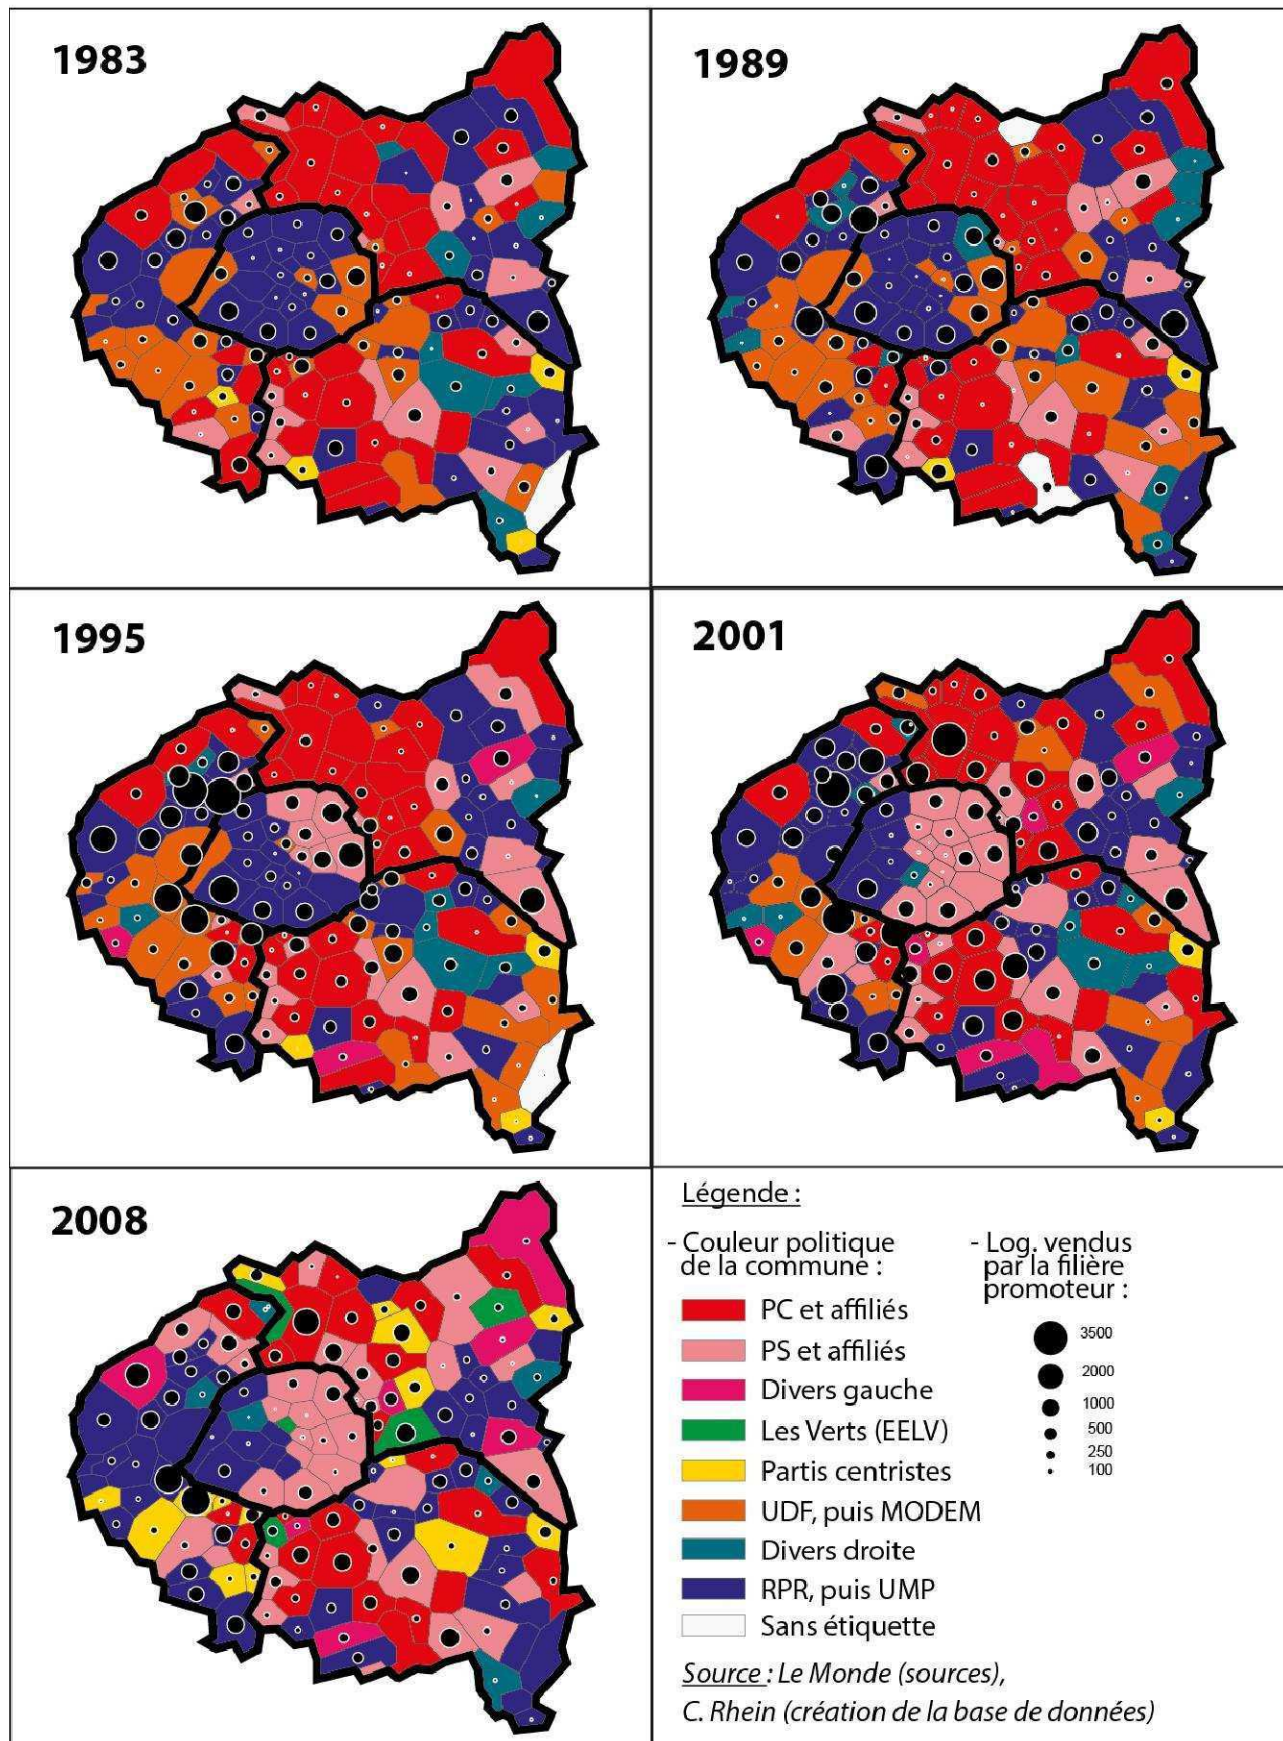 1983
1989
1995
2001
2008
Légende :
- Couleur politique
de la commune :
PC et affiliés
PS et affiliés
Divers gauche
Les Verts (EELV)
Partis centristes
UDF, puis MODEM
Divers droite
RPR, puis UMP
Sans étiquette
- Log. vendus
par la filière
promoteur :
3500
2000
1000
500
250
100
Source : Le Monde (sources),
C. Rhein (création de la base de données)